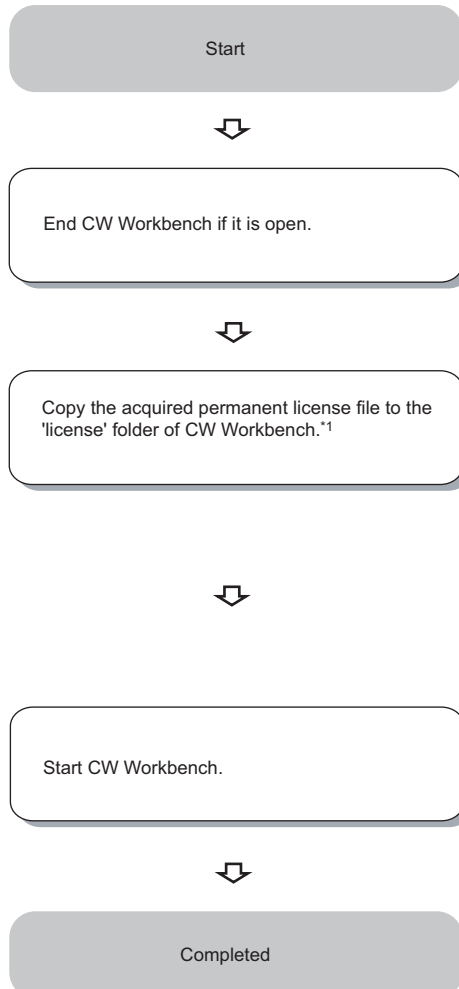 Start
End CW Workbench if it is open.
Copy the acquired permanent license file to the
'license' folder of CW Workbench.*1
Start CW Workbench.
Completed